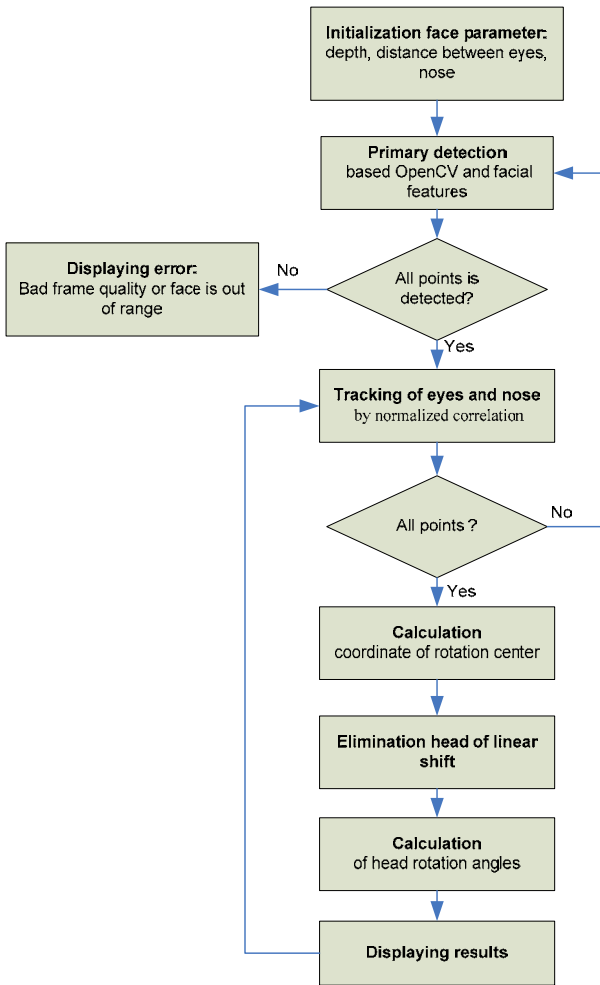 Initialization face parameter:
depth, distance between eyes,
nose
Primary detection
based OpenCV and facial
features
All points is
detected?
No
Displaying error:
Bad frame quality or face is out
of range
Yes
Tracking of eyes and nose
by normalized correlation
All points ?
No
Yes
Calculation
coordinate of rotation center
Elimination head of linear
shift
Calculation
of head rotation angles
Displaying results